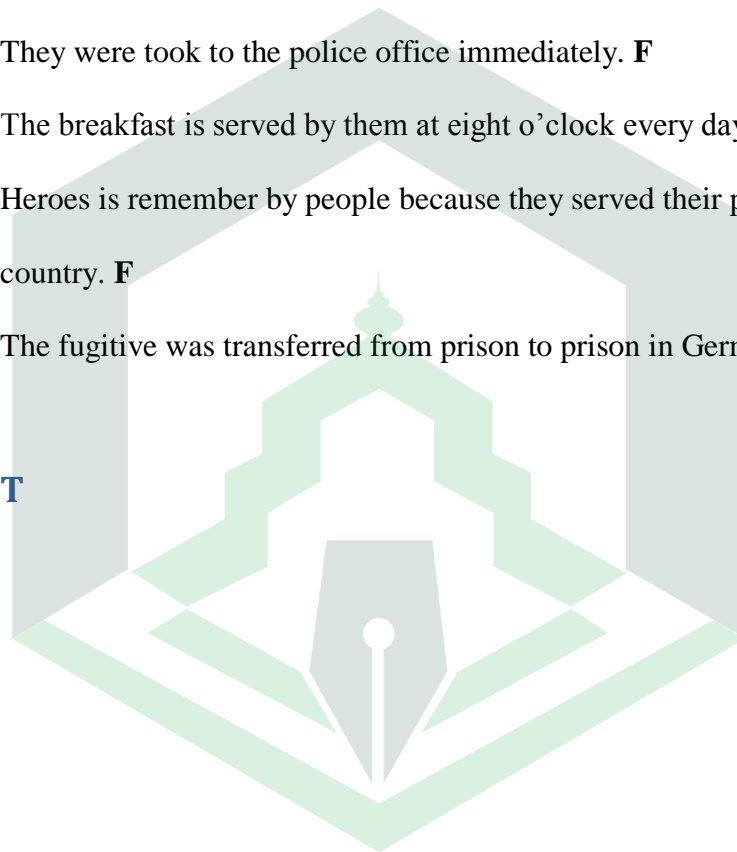 They were took to the police office immediately. F
The breakfast is served by them at eight o’clock every day
Heroes is remember by people because they served their
country. F
The fugitive was transferred from prison to prison in
T